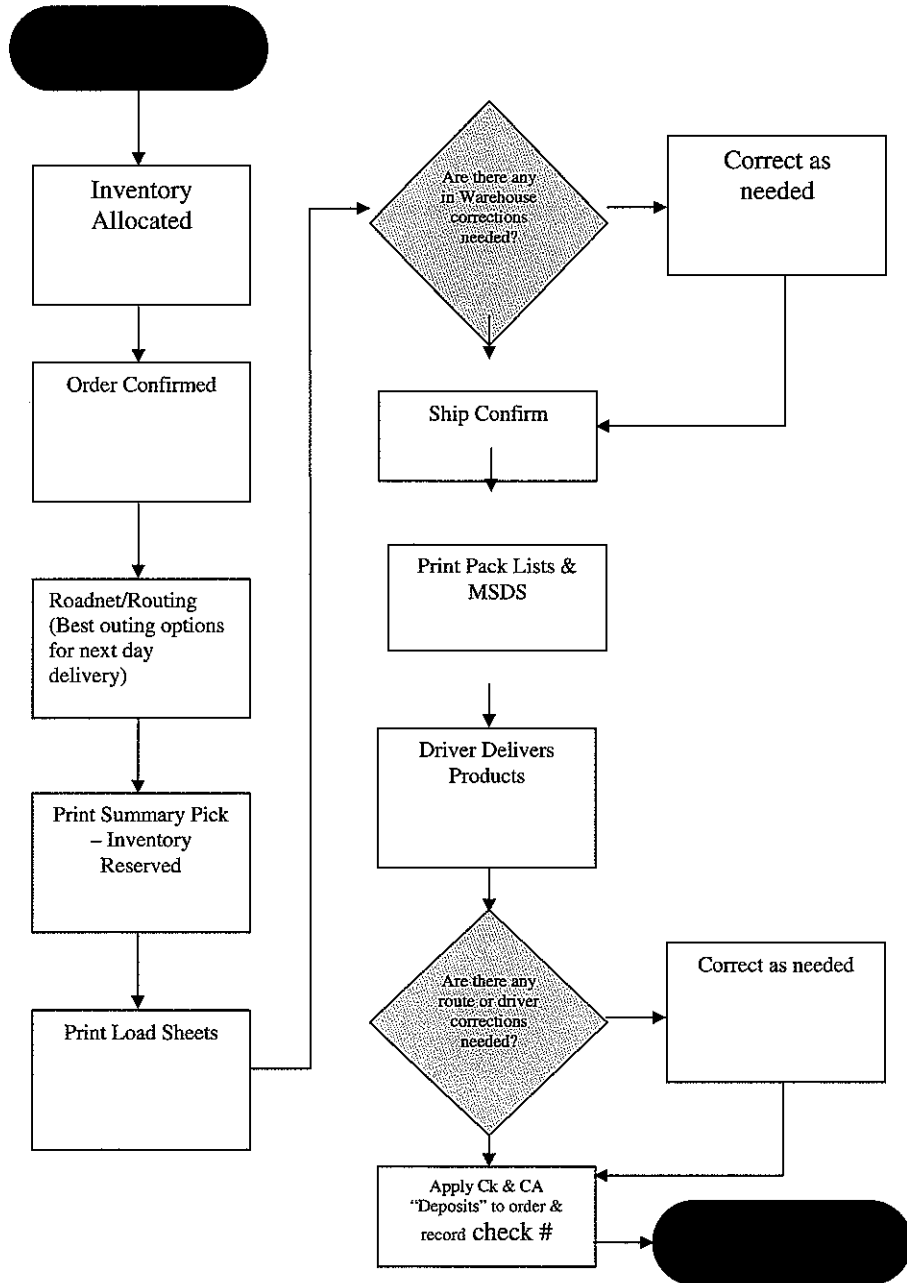 Inventory
Allocated
Order Confirmed
Roadnet/Routing
(Best outing options
for next day
delivery)
Print Summary Pick
– Inventory
Reserved
Print Load Sheets
Are there any
in Warehouse
corrections
needed?
Correct as
needed
Ship Confirm
Print Pack Lists &
MSDS
Driver Delivers
Products
Are there any
route or driver
corrections
needed?
Correct as needed
Apply Ck & CA
“Deposits” to order &
record check #